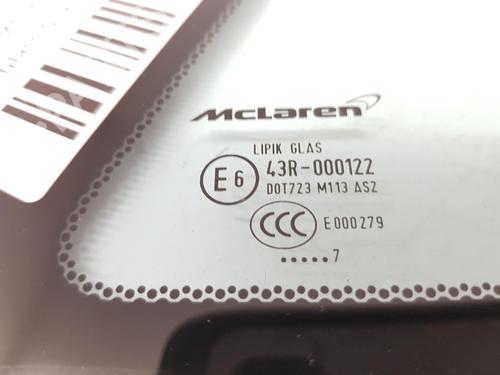 McLaren
LIPIK GLAS
E6 43R-000122
DOT723 M113 AS2
CCC E000279
.....7